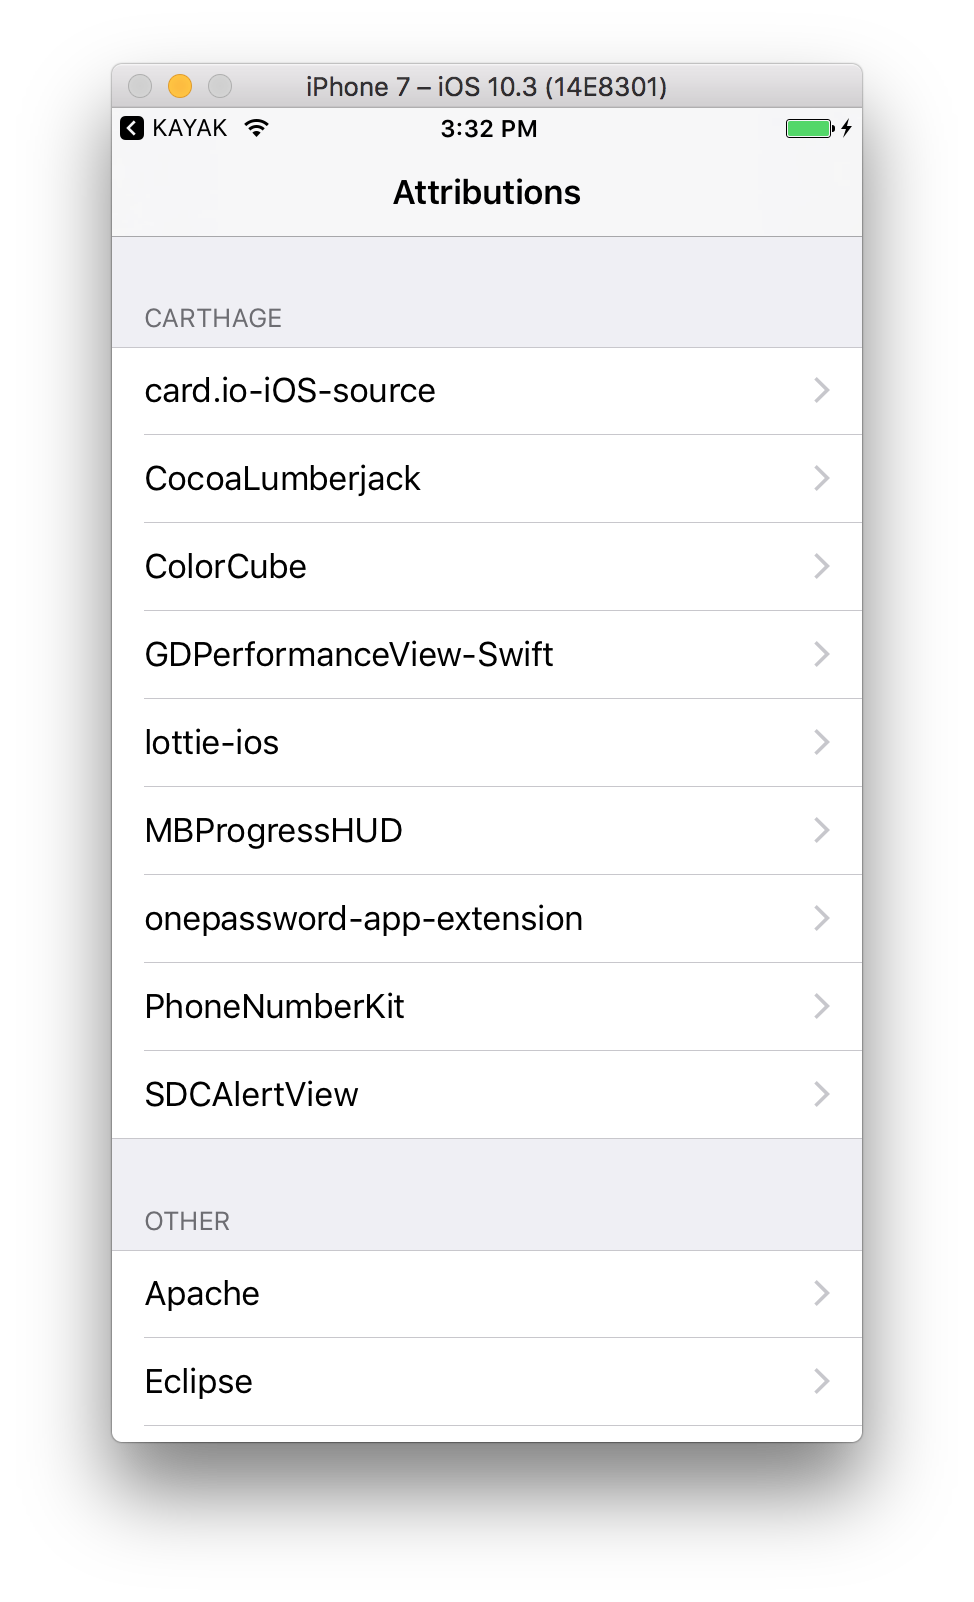 iPhone 7 – iOS 10.3 (14E8301)
KAYAK 3:32 PM
Attributions
CARTHAGE
card.io-iOS-source
CocoaLumberjack
ColorCube
GDPerformanceView-Swift
lottie-ios
MBProgressHUD
onepassword-app-extension
PhoneNumberKit
SDCAlertView
OTHER
Apache
Eclipse